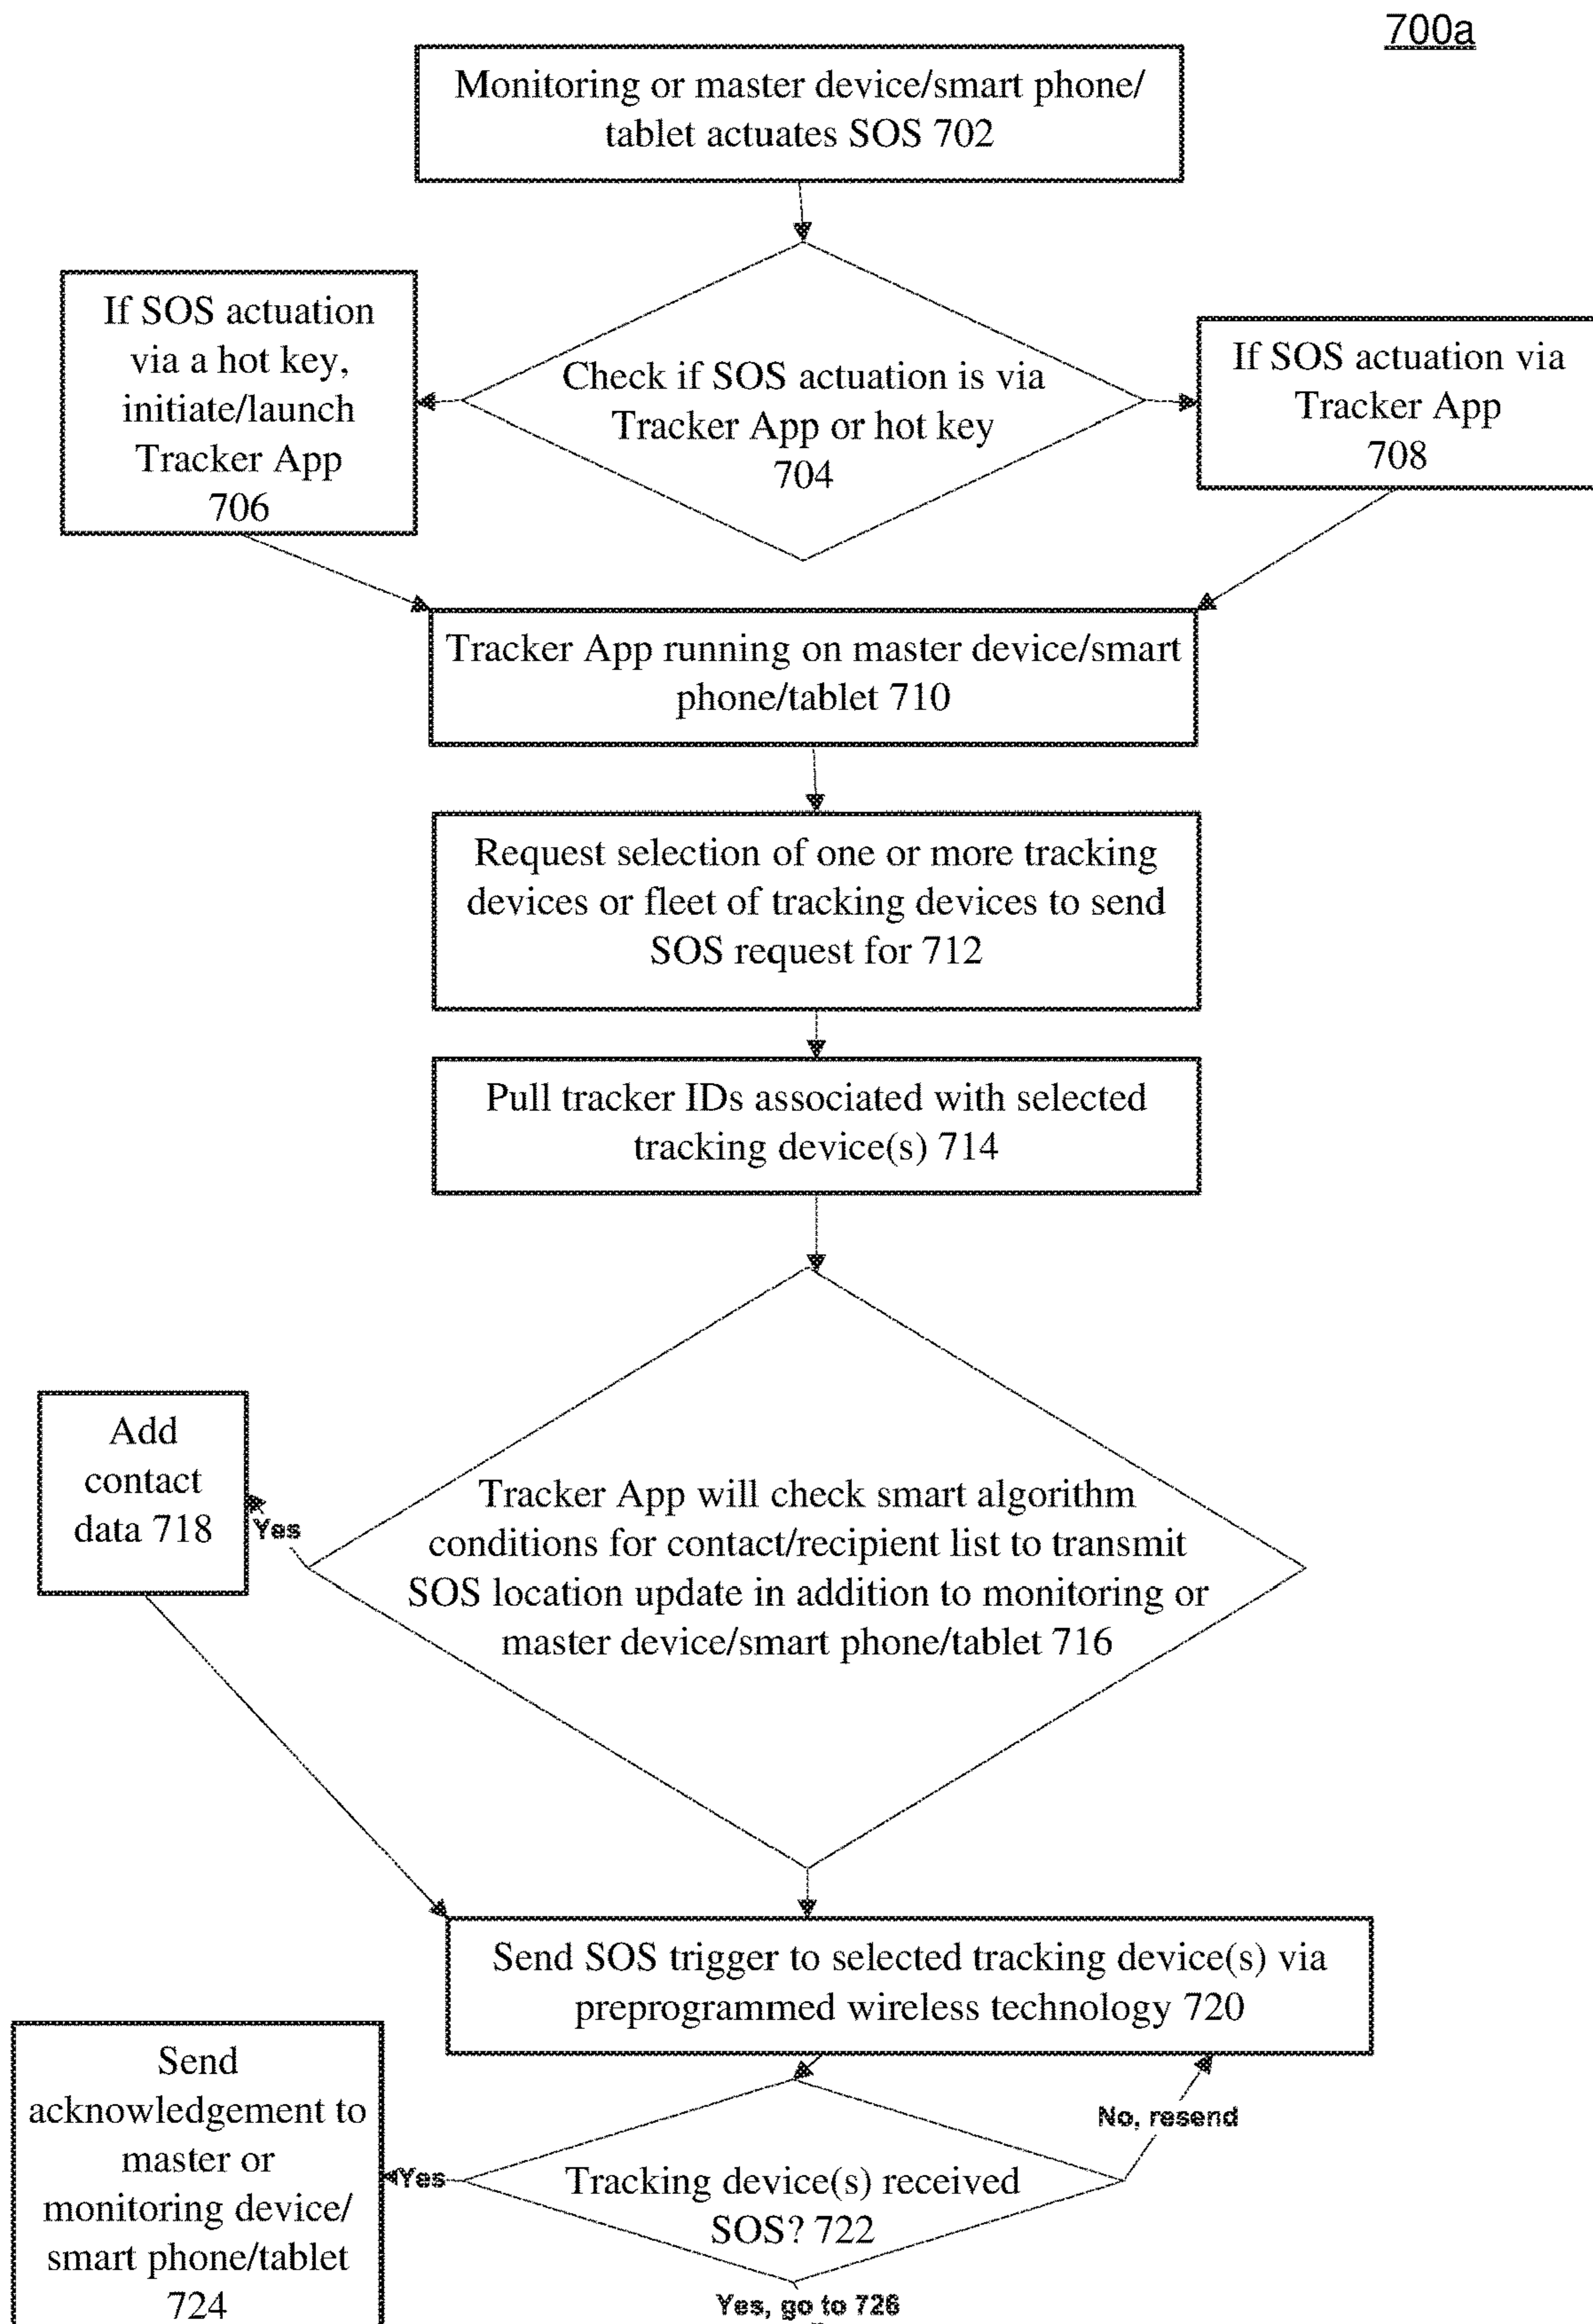 700a
Monitoring or master device/smart phone/
tablet actuates SOS 702
If SOS actuation
via a hot key,
initiate/launch
Tracker App
706
Check if SOS actuation is via
Tracker App or hot key
704
If SOS actuation via
Tracker App
708
Tracker App running on master device/smart
phone/tablet 710
Request selection of one or more tracking
devices or fleet of tracking devices to send
SOS request for 712
Pull tracker IDs associated with selected
tracking device(s) 714
Add
contact
data 718
Yes
Tracker App will check smart algorithm
conditions for contact/recipient list to transmit
SOS location update in addition to monitoring or
master device/smart phone/tablet 716
Send SOS trigger to selected tracking device(s) via
preprogrammed wireless technology 720
Send
acknowledgement to
master or
monitoring device/
smart phone/tablet
724
Yes
No, resend
Tracking device(s) received
SOS? 722
Yes, go to 726